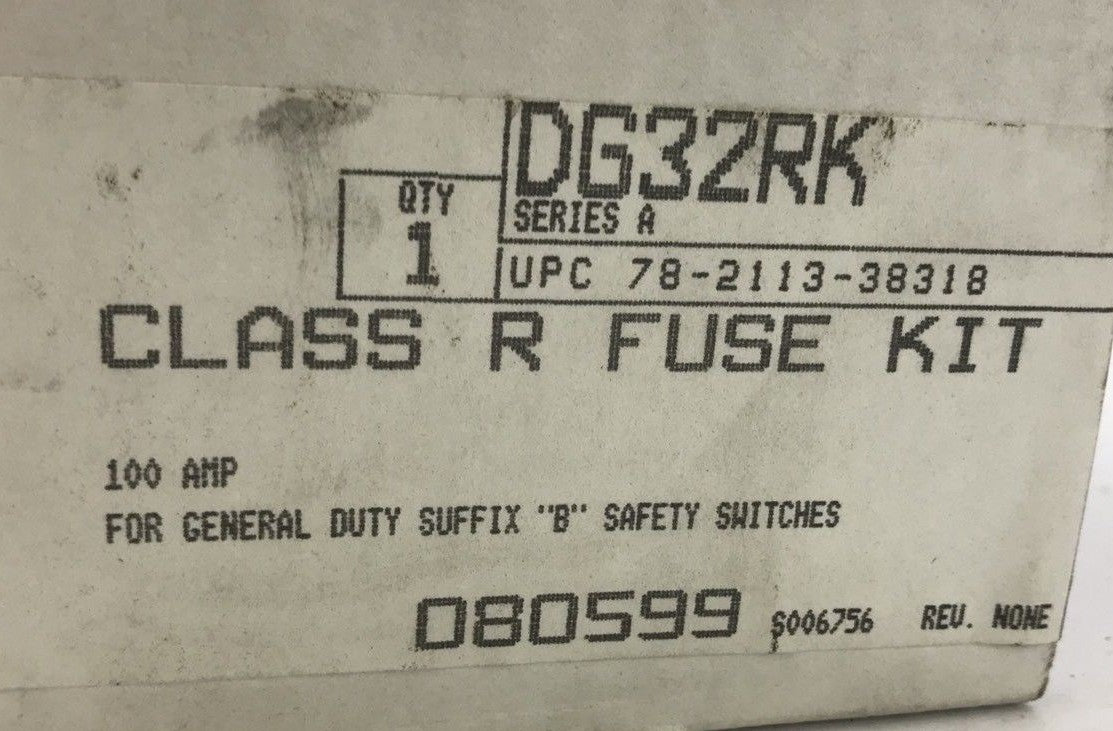 DG32RK
SERIES A
QTY
1
UPC 78-2113-38318
CLASS R FUSE KIT
100 AMP
FOR GENERAL DUTY SUFFIX "B" SAFETY SWITCHES
080599 S006756 REV. NONE